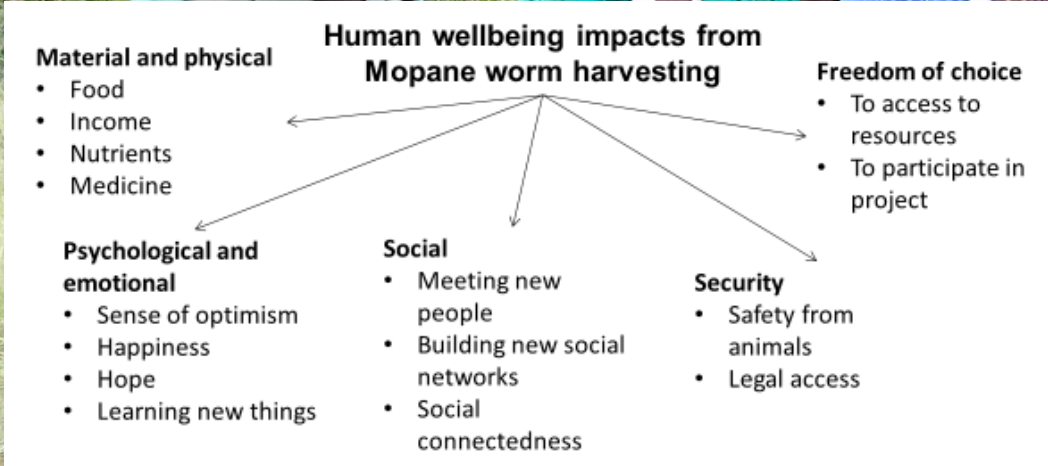 Human wellbeing impacts from
Mopane worm harvesting
Material and physical
• Food
• Income
• Nutrients
• Medicine
Freedom of choice
• To access to
resources
• To participate in
project
Psychological and
emotional
• Sense of optimism
• Happiness
• Hope
• Learning new things
Social
• Meeting new
people
• Building new social
networks
• Social
connectedness
Security
• Safety from
animals
• Legal access